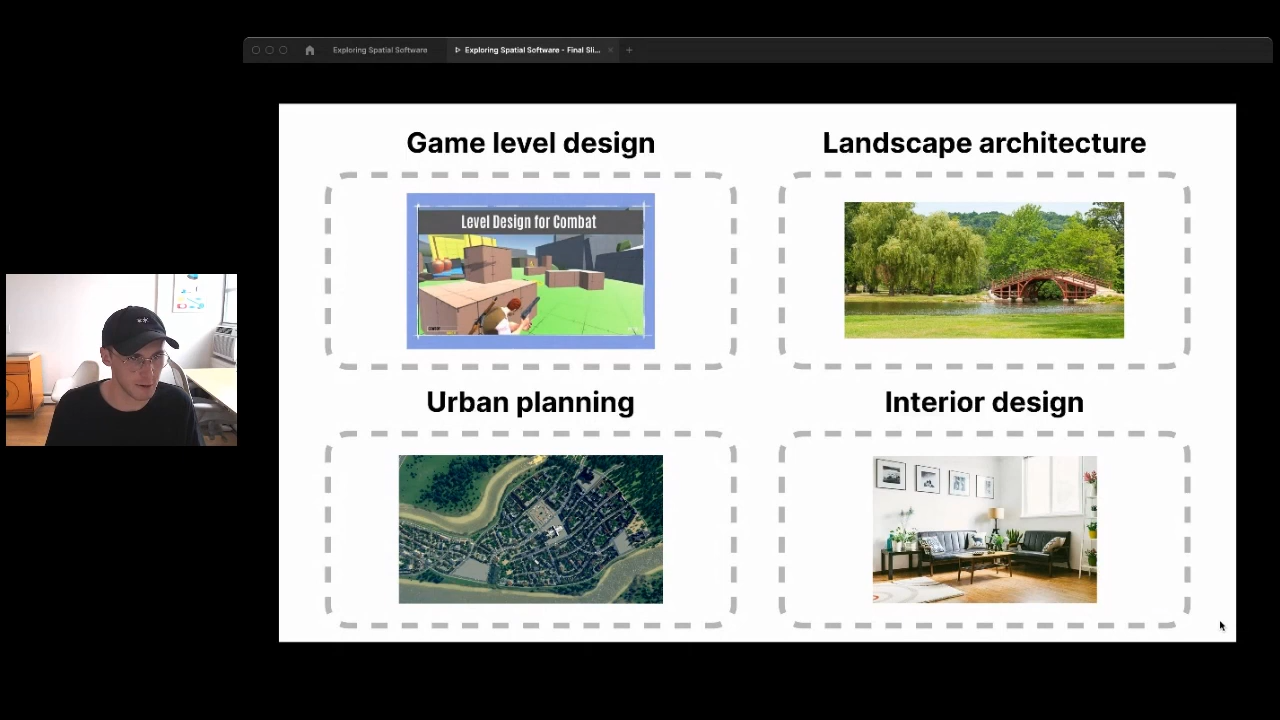 Exploring Spatial Software
Exploring Spatial Software - Final Sli...
Game level design
Landscape architecture
Level Design for Combat
Urban planning
Interior design